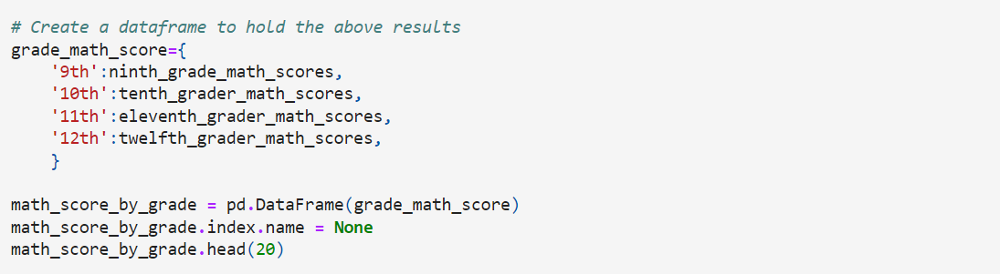 # Create a dataframe to hold the above results
grade_math_score={
    '9th':ninth_grade_math_scores,
    '10th':tenth_grader_math_scores,
    '11th':eleventh_grader_math_scores,
    '12th':twelfth_grader_math_scores,
    }

math_score_by_grade = pd.DataFrame(grade_math_score)
math_score_by_grade.index.name = None
math_score_by_grade.head(20)